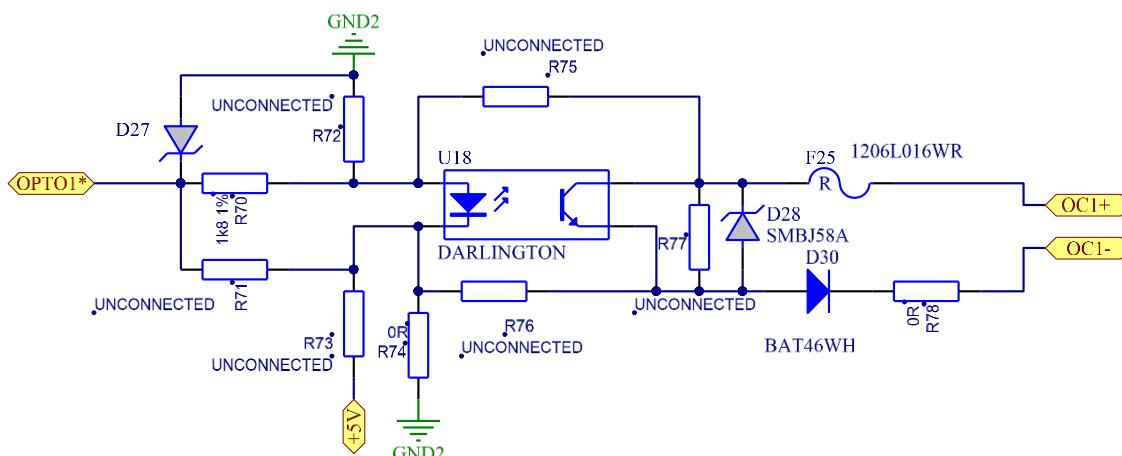 GND2
UNCONNECTED
R75
UNCONNECTED
D27
R72
U18
F25
1206L016WR
R
OPTO1*
1k8 1%
R70
OC1+
D28
SMBJ58A
R77
DARLINGTON
D30
OC1-
R71
UNCONNECTED
UNCONNECTED
R73
0R
R74
R76
0R
R78
UNCONNECTED
UNCONNECTED
BAT46WH
+5V
GND2